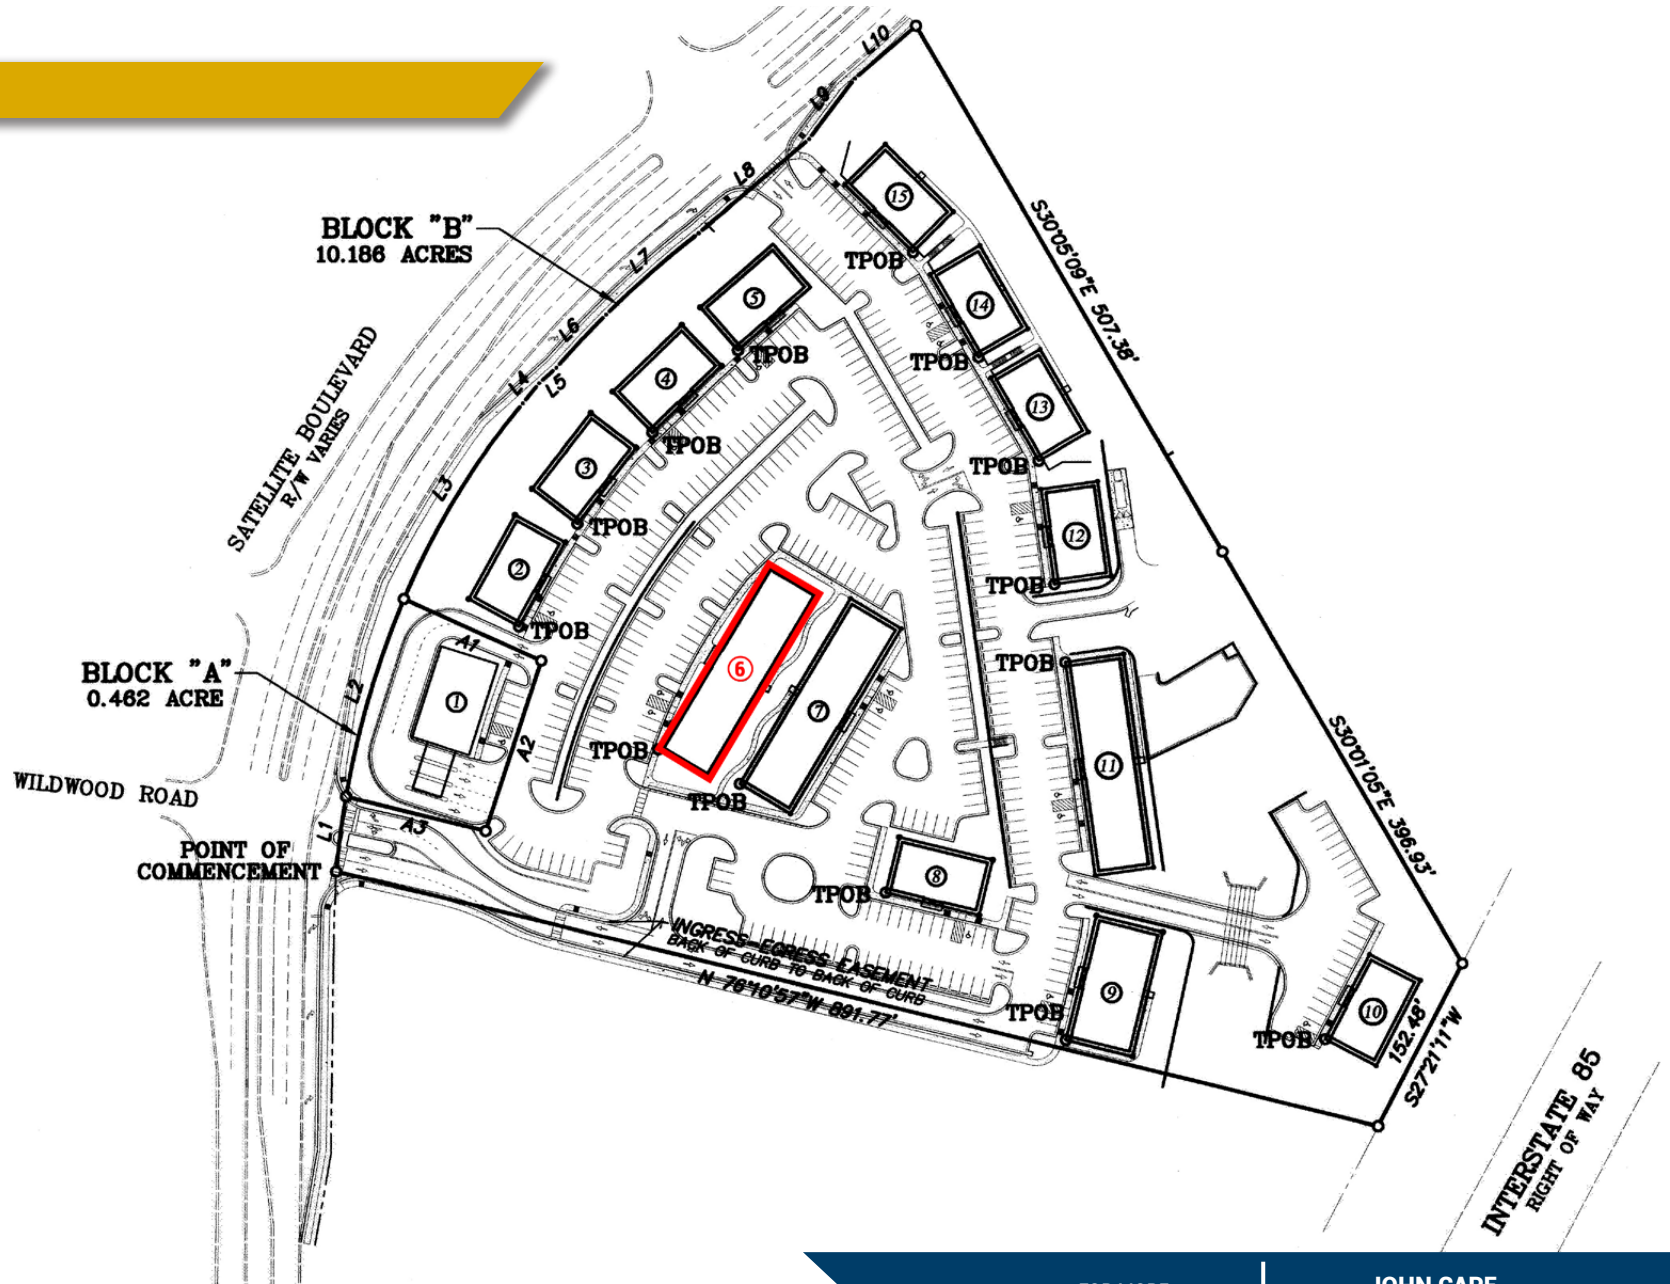 L10
L9
L8
BLOCK "B"
10.186 ACRES
L7
L6
L4
L5
L3
SATELLITE BOULEVARD
R/W VARIES
15
TPOB
S30°05'09"E 507.38'
14
TPOB
5
TPOB
4
TPOB
13
TPOB
3
TPOB
12
TPOB
2
TPOB
A1
BLOCK "A"
0.462 ACRE
L2
1
A2
6
TPOB
7
TPOB
TPOB
11
S30°01'05"E 396.93'
WILDWOOD ROAD
L1
A3
POINT OF
COMMENCEMENT
8
TPOB
INGRESS-EGRESS EASEMENT
BACK OF CURB TO BACK OF CURB
N 76°10'57"W 891.77'
9
TPOB
10
TPOB
152.48'
S27°21'11"W
INTERSTATE 85
RIGHT OF WAY